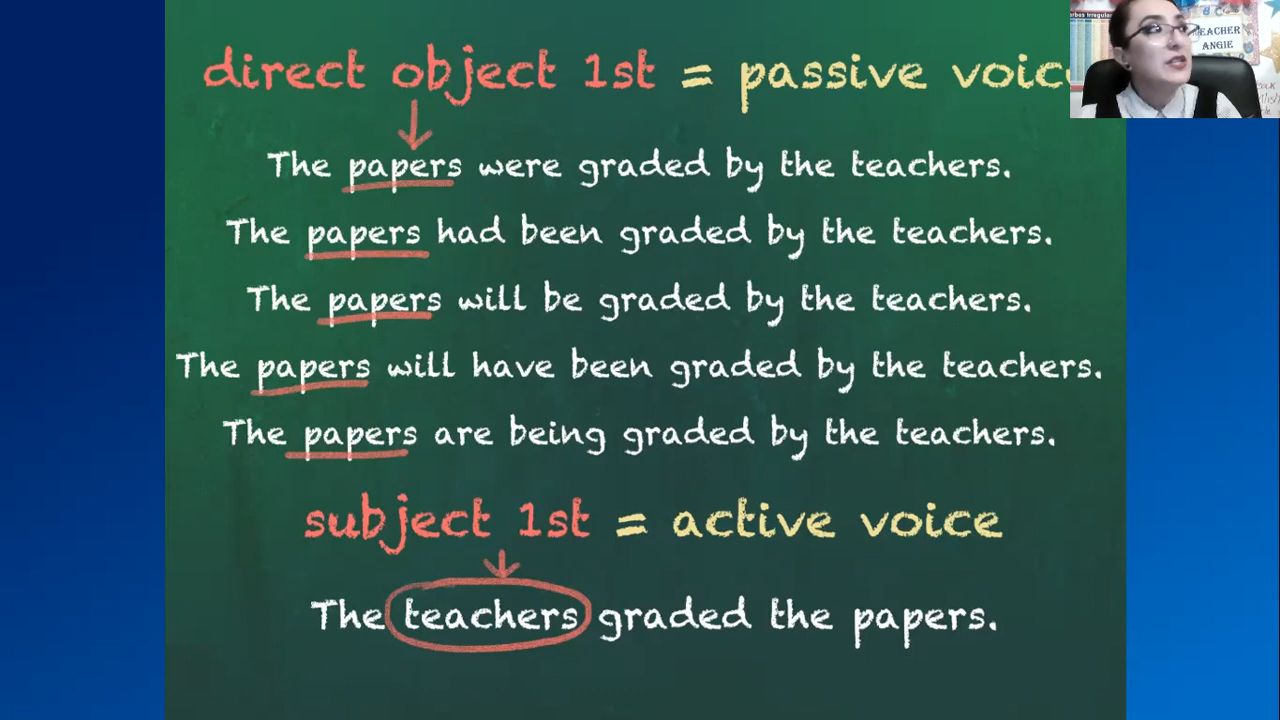 direct object 1st = passive voice
The papers were graded by the teachers.
The papers had been graded by the teachers.
The papers will be graded by the teachers.
The papers will have been graded by the teachers.
The papers are being graded by the teachers.
subject 1st = active voice
The teachers graded the papers.
TEACHER
ANGIE